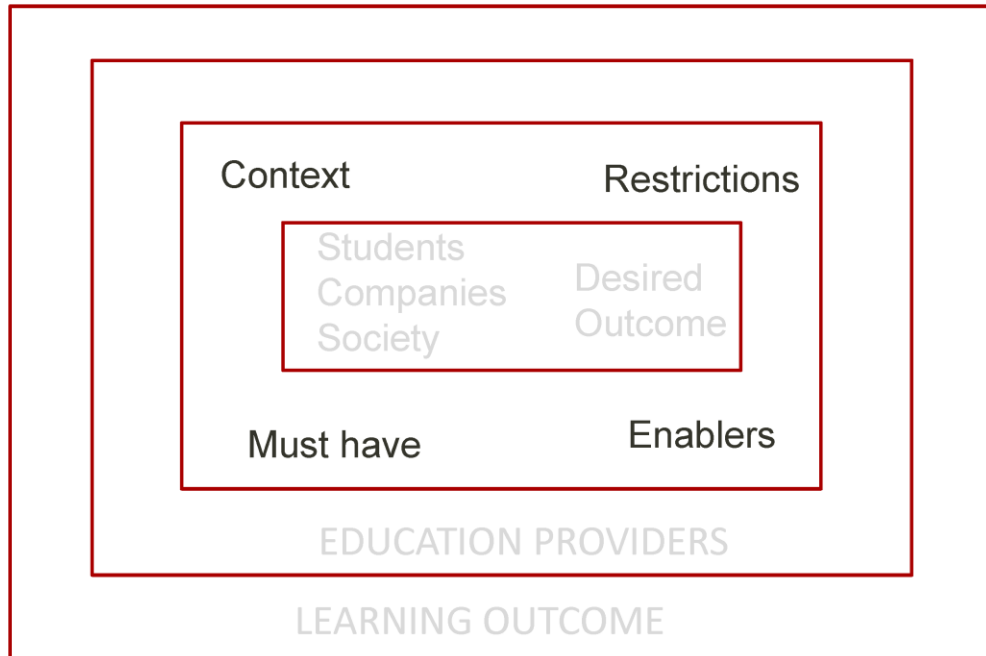 Context
Restrictions
Students
Companies
Society
Desired
Outcome
Must have
Enablers
EDUCATION PROVIDERS
LEARNING OUTCOME